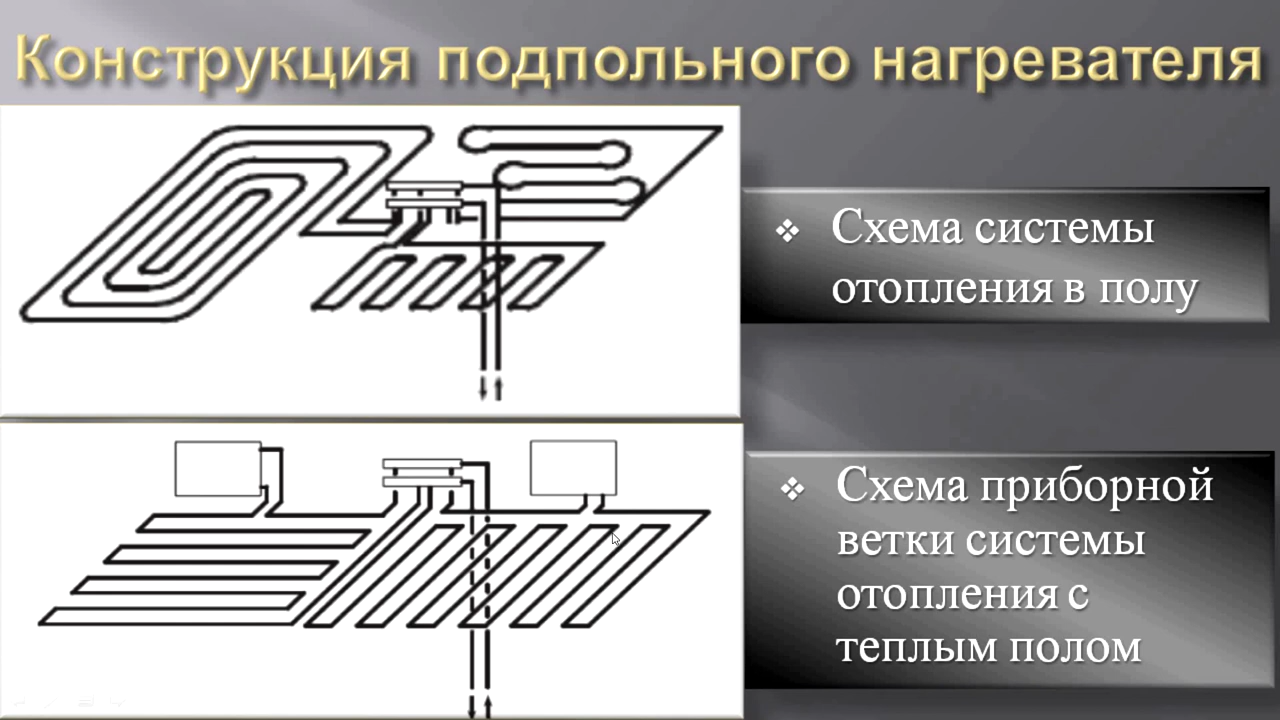 Конструкция подпольного нагревателя
Схема системы
отопления в полу
Схема приборной
ветки системы
отопления с
теплым полом